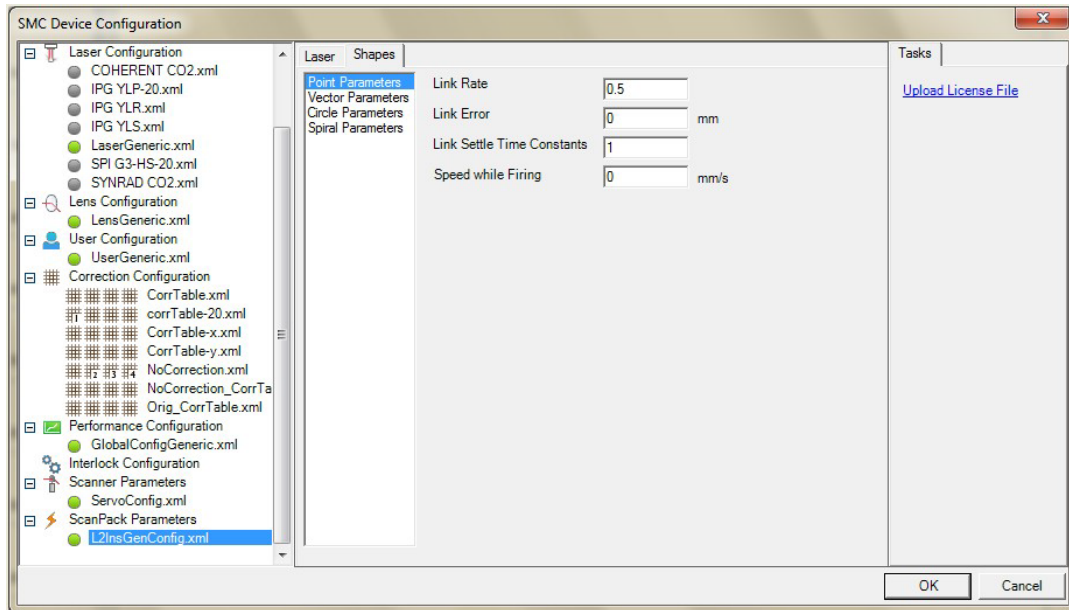 SMC Device Configuration
Laser Configuration
COHERENT CO2.xml
IPG YLP-20.xml
IPG YLR.xml
IPG YLS.xml
LaserGeneric.xml
SPI G3-HS-20.xml
SYNRAD CO2.xml
Lens Configuration
LensGeneric.xml
User Configuration
UserGeneric.xml
Correction Configuration
CorrTable.xml
1 corrTable-20.xml
CorrTable-x.xml
CorrTable-y.xml
2 3 4 NoCorrection.xml
NoCorrection_CorrTa
Orig_CorrTable.xml
Performance Configuration
GlobalConfigGeneric.xml
Interlock Configuration
Scanner Parameters
ServoConfig.xml
ScanPack Parameters
L2InsGenConfig.xml
Laser Shapes
Point Parameters
Vector Parameters
Circle Parameters
Spiral Parameters
Link Rate 0.5
Link Error 0 mm
Link Settle Time Constants 1
Speed while Firing 0 mm/s
Tasks
Upload License File
OK Cancel